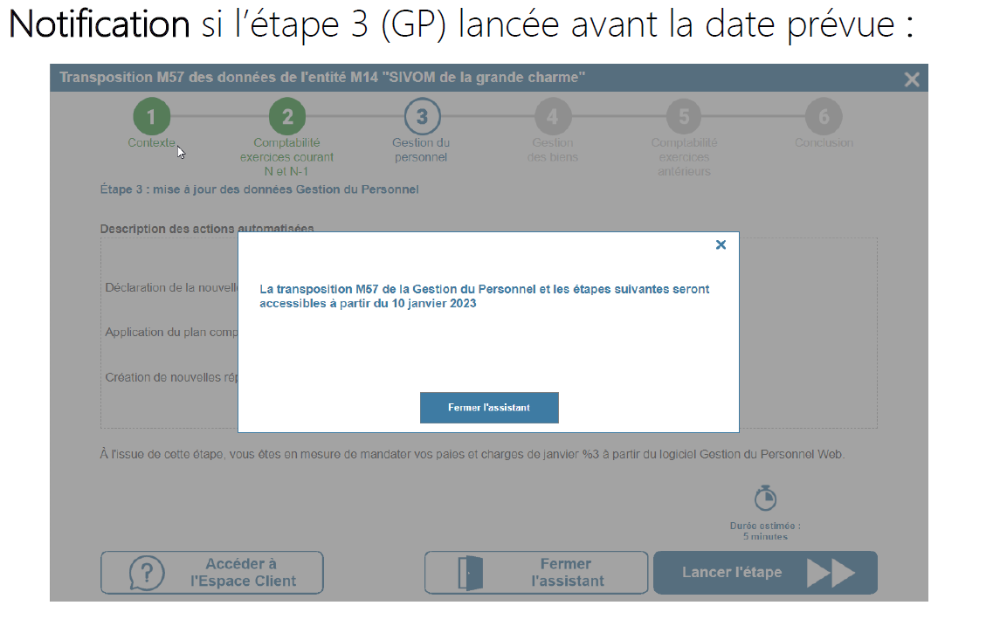 Notification si l'étape 3 (GP) lancée avant la date prévue :
Transposition M57 des données de l'entité M14 "SIVOM de la grande charme"
1
2
3
4
5
6
Contexte
Comptabilité
exercices courant
N et N-1
Gestion du
personnel
Gestion
des biens
Comptabilité
exercices
antérieurs
Conclusion
Étape 3 : mise à jour des données Gestion du Personnel
Description des actions automatisées
Déclaration de la nouvell
Application du plan comp
Création de nouvelles rép
La transposition M57 de la Gestion du Personnel et les étapes suivantes seront
accessibles à partir du 10 janvier 2023
Fermer l'assistant
À l'issue de cette étape, vous êtes en mesure de mandater vos paies et charges de janvier %3 à partir du logiciel Gestion du Personnel Web.
Durée estimée :
5 minutes
Accéder à
l'Espace Client
Fermer
l'assistant
Lancer l'étape